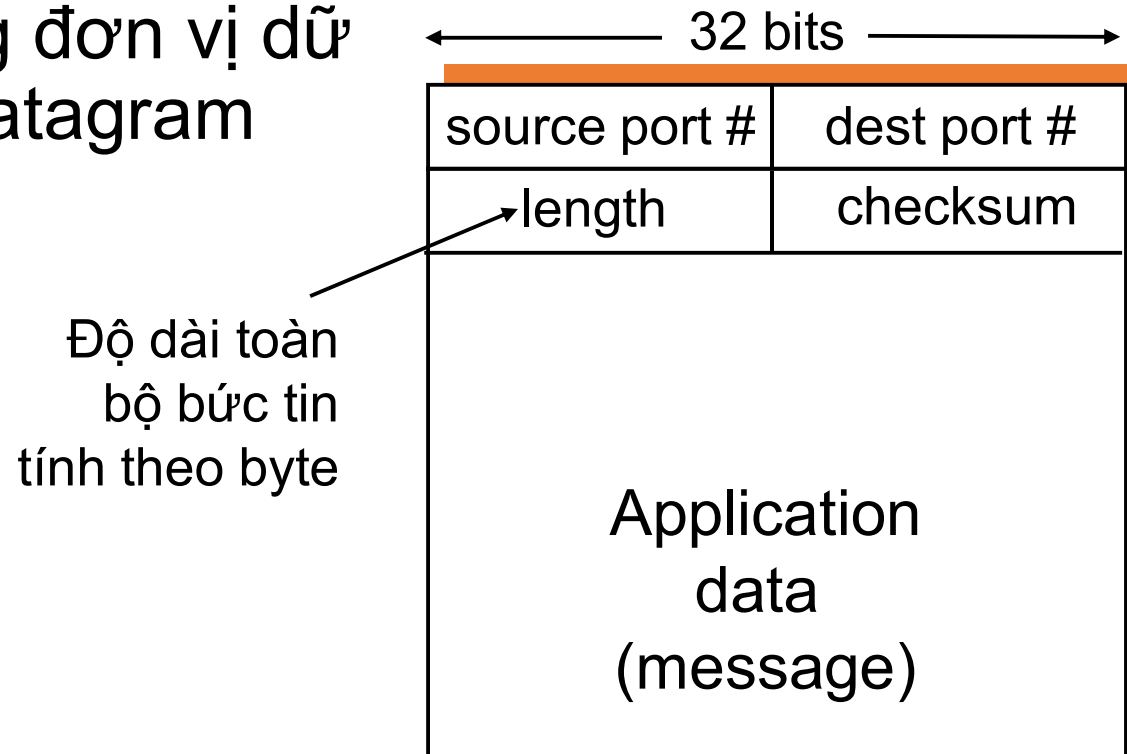 g đơn vị dữ
atagram
32 bits
source port # dest port #
length checksum
Độ dài toàn
bộ bức tin
tính theo byte
Application
data
(message)